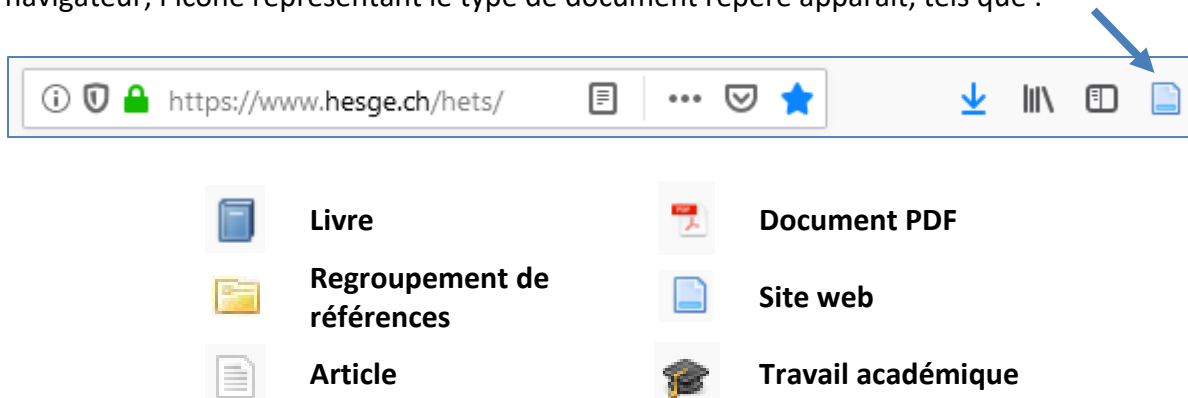 navigateur, l'icône représentant le type de document repéré apparaît, tels que :
https://www.hesge.ch/hets/
Livre
Document PDF
Regroupement de
références
Site web
Article
Travail académique